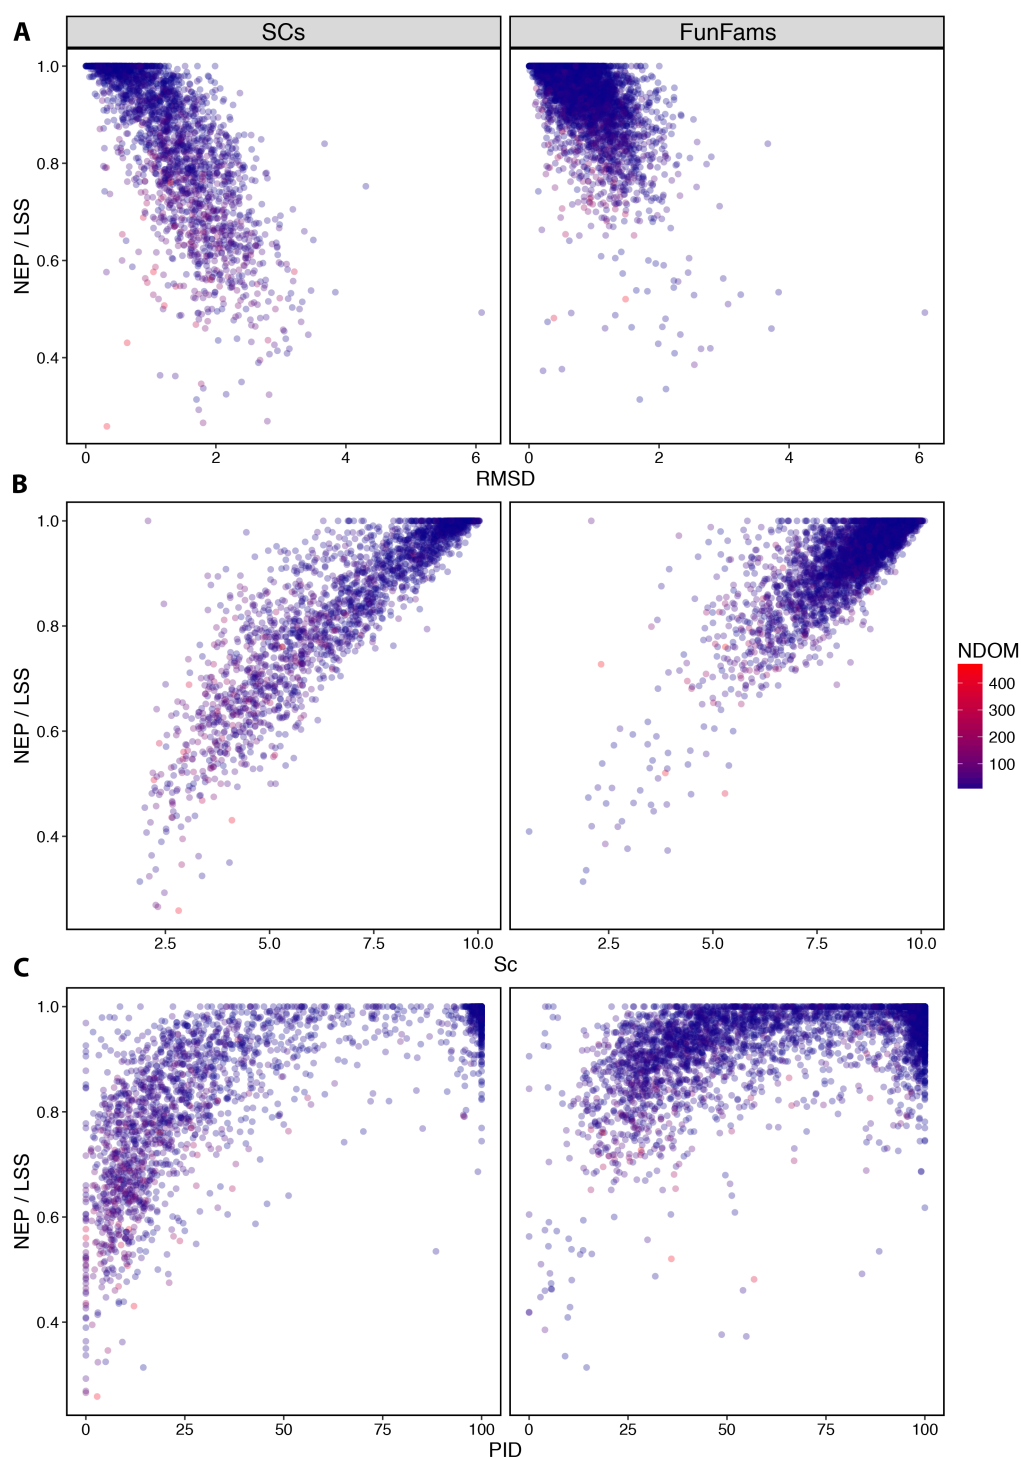 A
SCs FunFams
1.0
0.8
0.6
0.4
NEP / LSS
0 2 4 6 0 2 4 6
RMSD
B
1.0
0.8
0.6
0.4
NEP / LSS
2.5 5.0 7.5 10.0 2.5 5.0 7.5 10.0
Sc
NDOM
400
300
200
100
C
1.0
0.8
0.6
0.4
NEP / LSS
0 25 50 75 100 0 25 50 75 100
PID